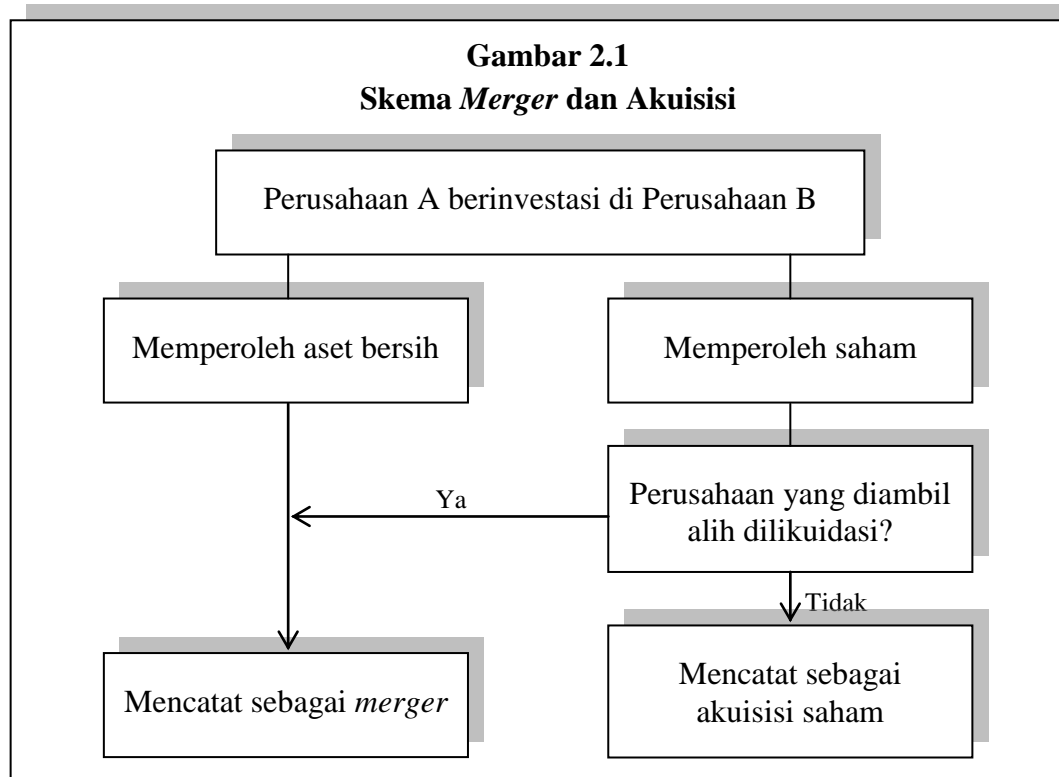 Gambar 2.1
Skema Merger dan Akuisisi
Perusahaan A berinvestasi di Perusahaan B
Memperoleh aset bersih
Memperoleh saham
Ya
Perusahaan yang diambil
alih dilikuidasi?
Tidak
Mencatat sebagai merger
Mencatat sebagai
akuisisi saham